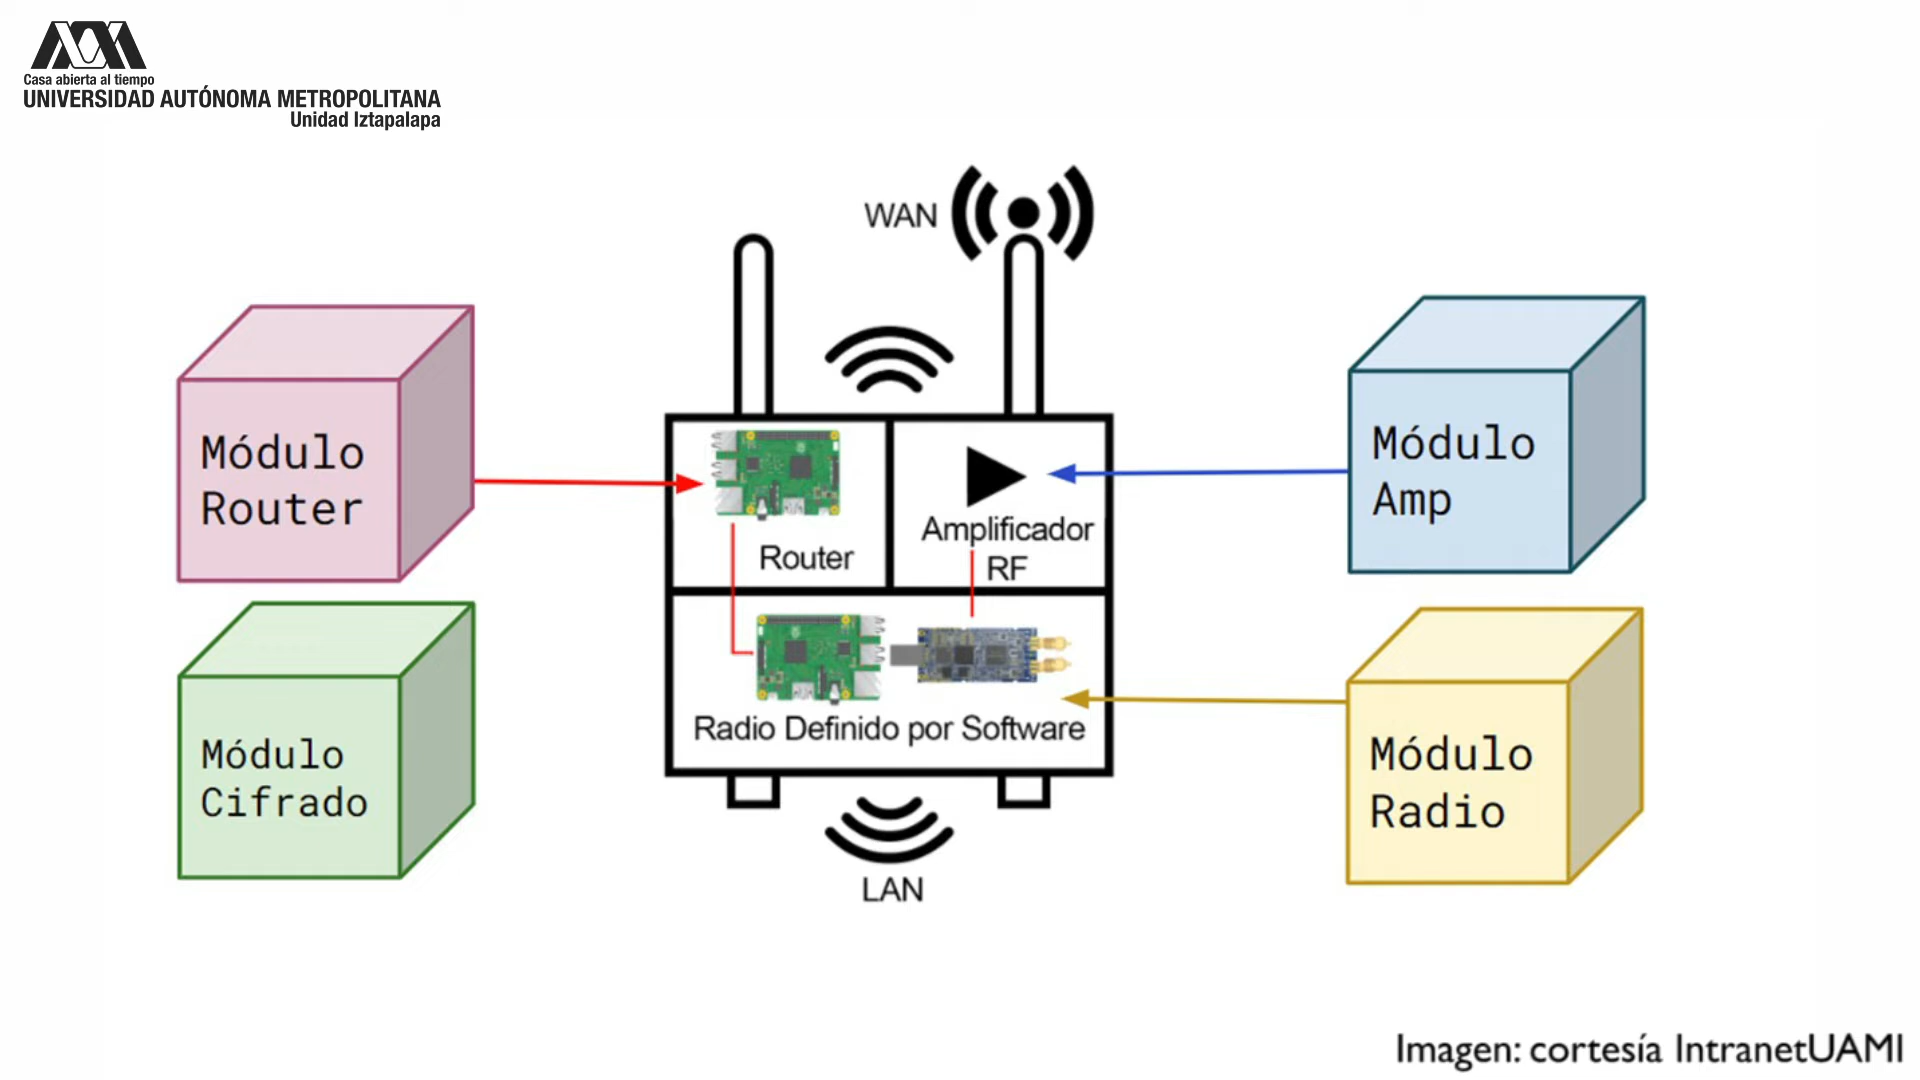 Casa abierta al tiempo
UNIVERSIDAD AUTÓNOMA METROPOLITANA
Unidad Iztapalapa
WAN
Módulo
Router
Router
Amplificador
RF
Módulo
Amp
Módulo
Cifrado
Radio Definido por Software
Módulo
Radio
LAN
Imagen: cortesía IntranetUAMI